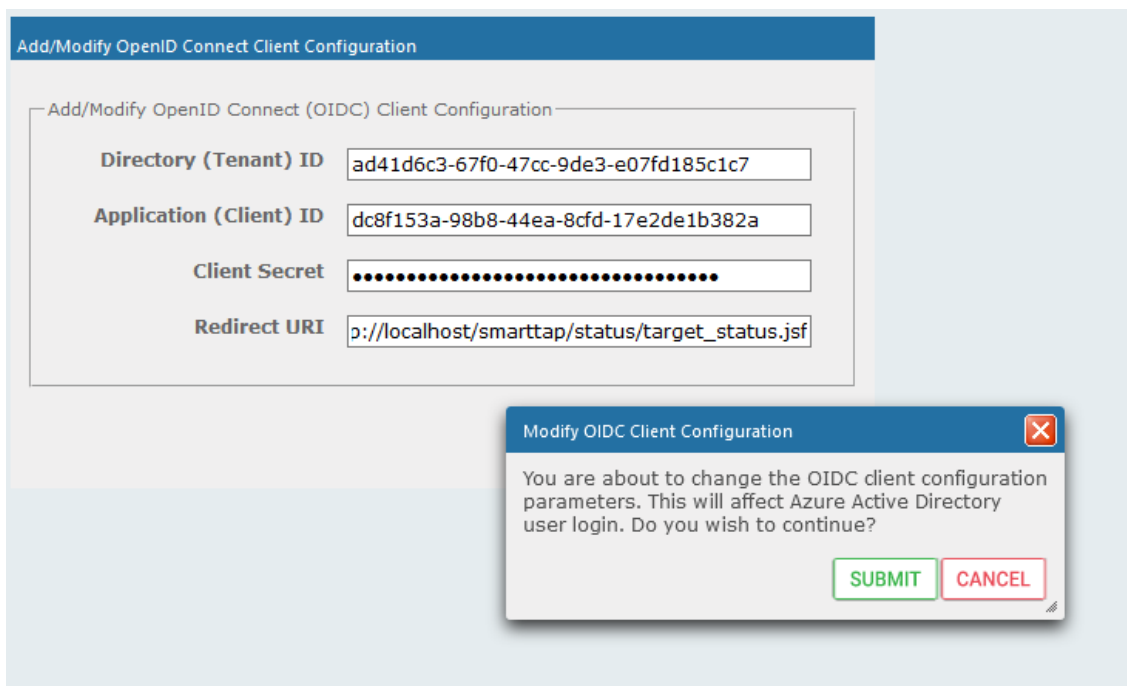 Add/Modify OpenID Connect Client Configuration
Add/Modify OpenID Connect (OIDC) Client Configuration
Directory (Tenant) ID ad41d6c3-67f0-47cc-9de3-e07fd185c1c7
Application (Client) ID dc8f153a-98b8-44ea-8cfd-17e2de1b382a
Client Secret ••••••••••••••••••••••••••••••••••
Redirect URI p://localhost/smarttap/status/target_status.jsf
Modify OIDC Client Configuration
You are about to change the OIDC client configuration
parameters. This will affect Azure Active Directory
user login. Do you wish to continue?
SUBMIT CANCEL